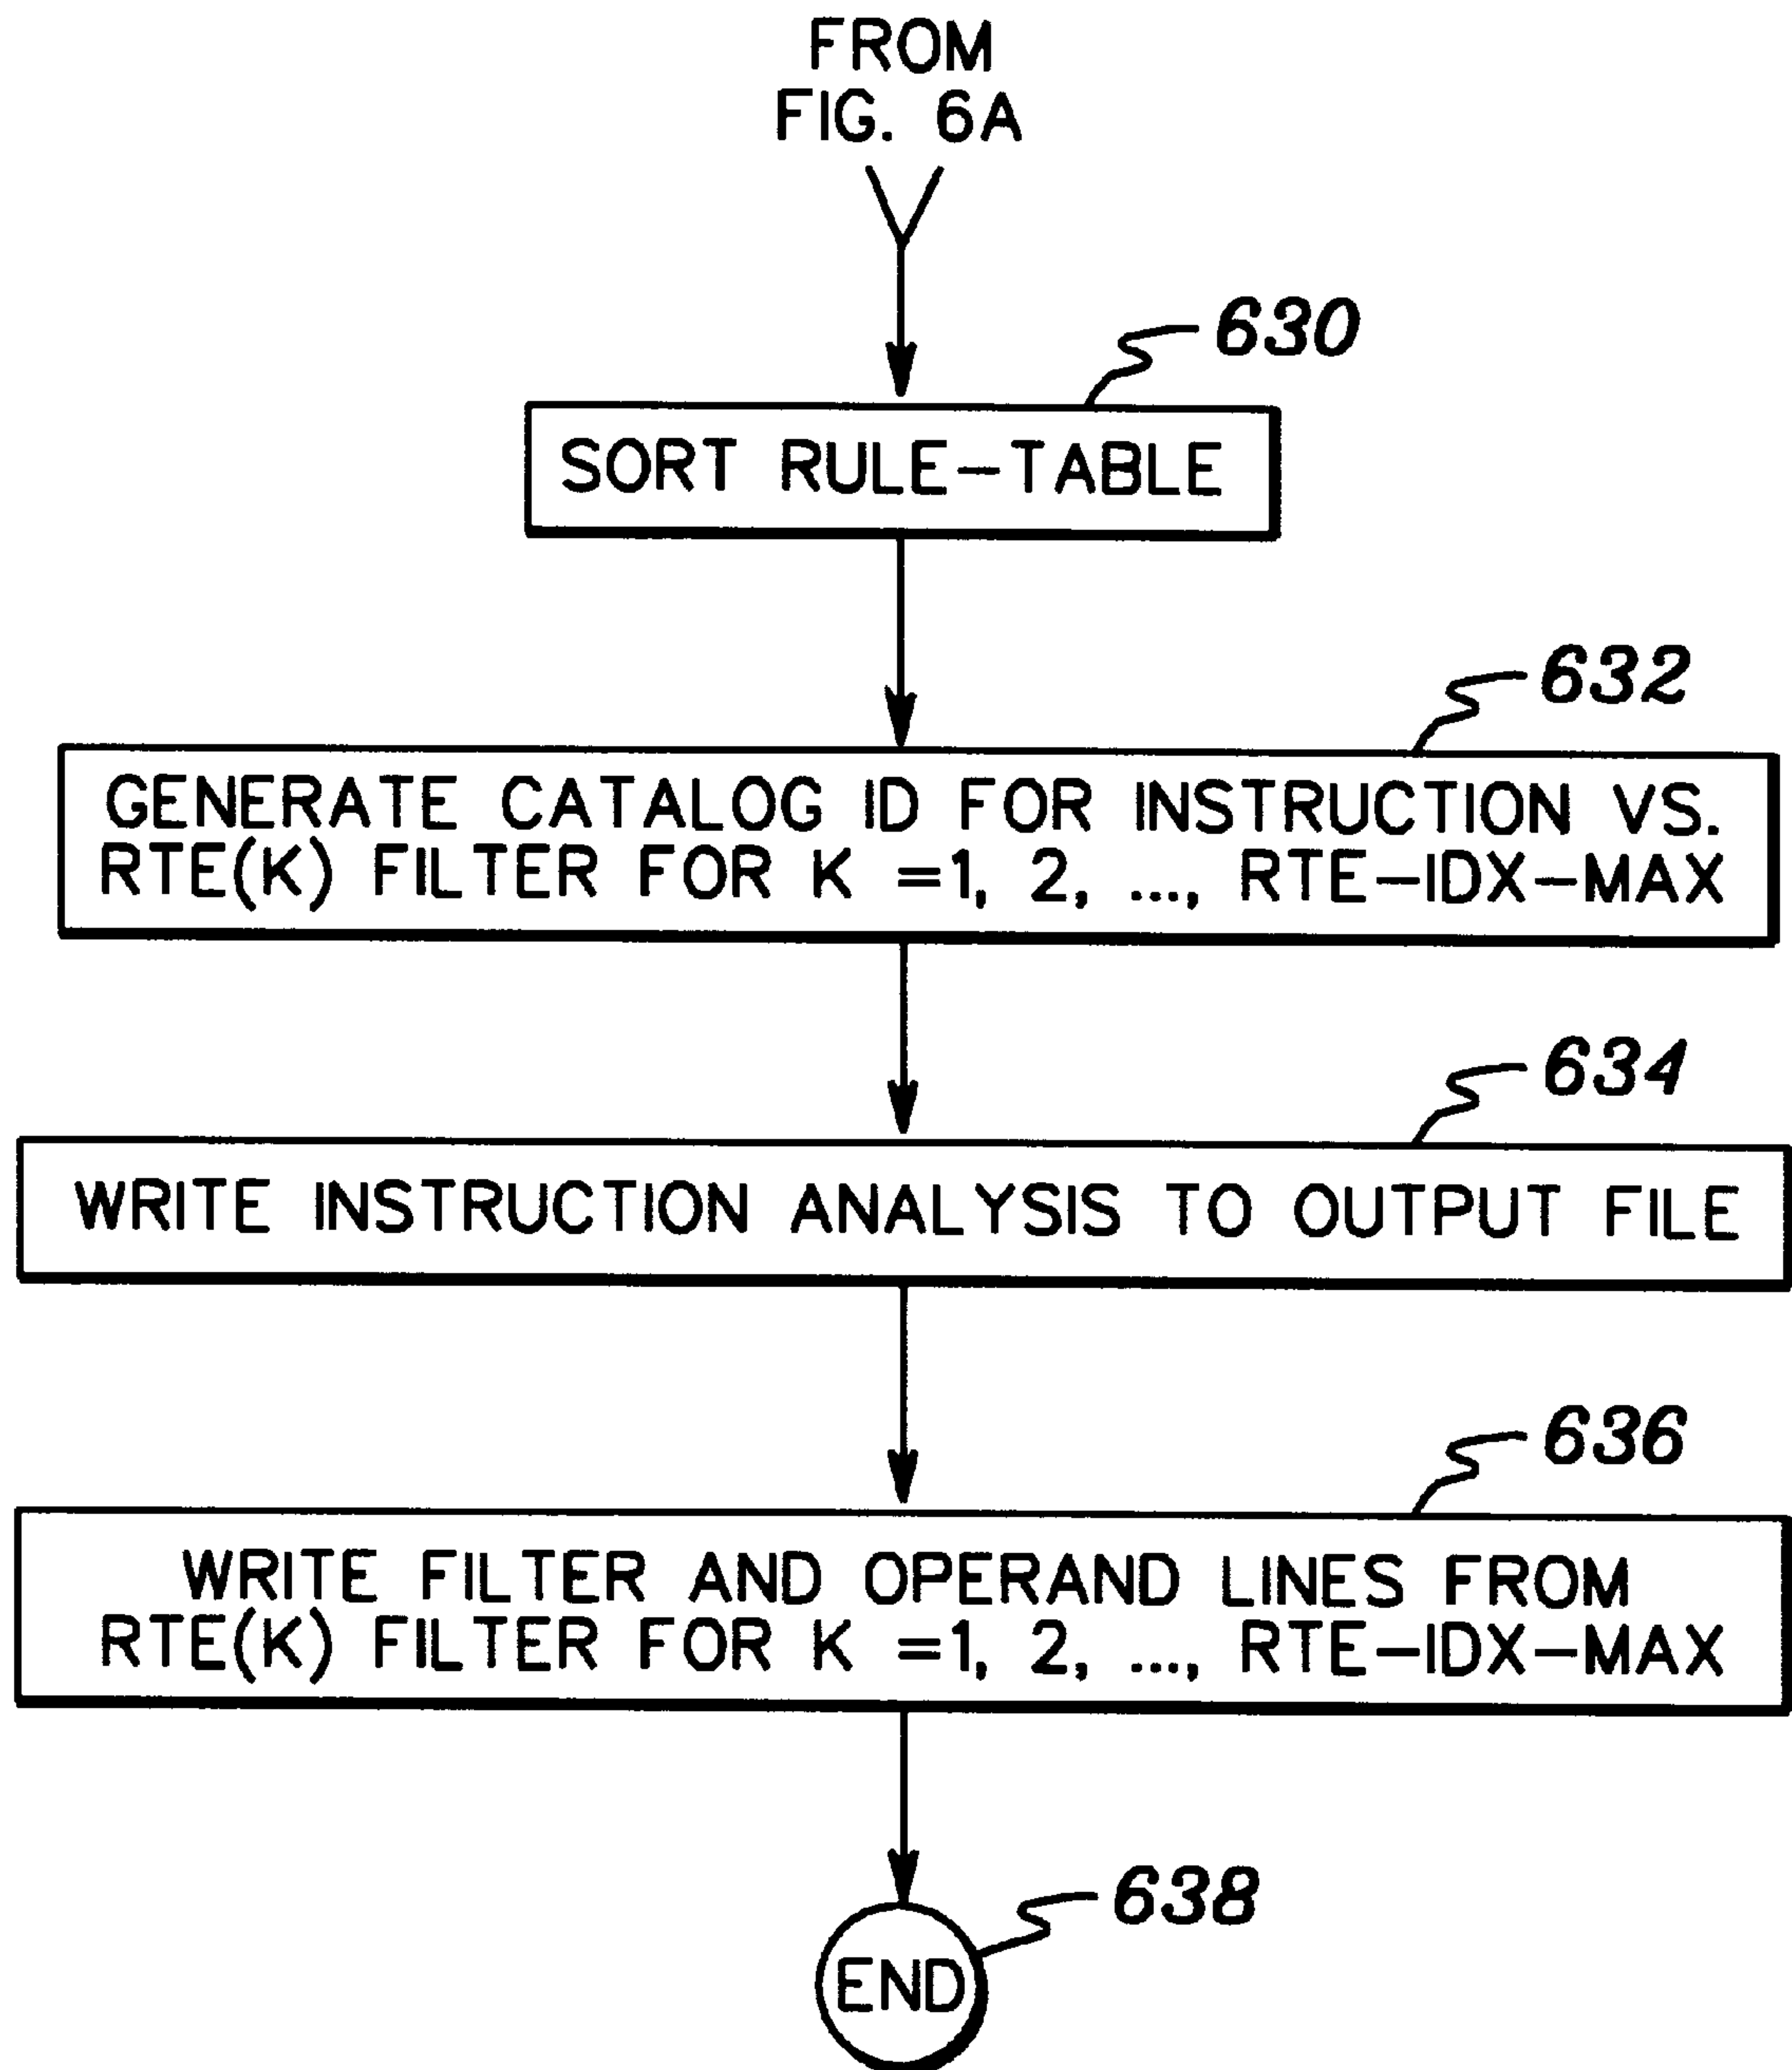 FROM
FIG. 6A
630
SORT RULE-TABLE
632
GENERATE CATALOG ID FOR INSTRUCTION VS.
RTE(K) FILTER FOR K =1, 2, ..., RTE-IDX-MAX
634
WRITE INSTRUCTION ANALYSIS TO OUTPUT FILE
636
WRITE FILTER AND OPERAND LINES FROM
RTE(K) FILTER FOR K =1, 2, ..., RTE-IDX-MAX
638
END